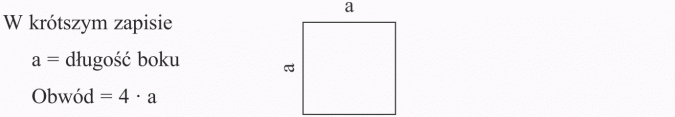 W krótszym zapisie
a = długość boku
Obwód = 4 · a
a
a